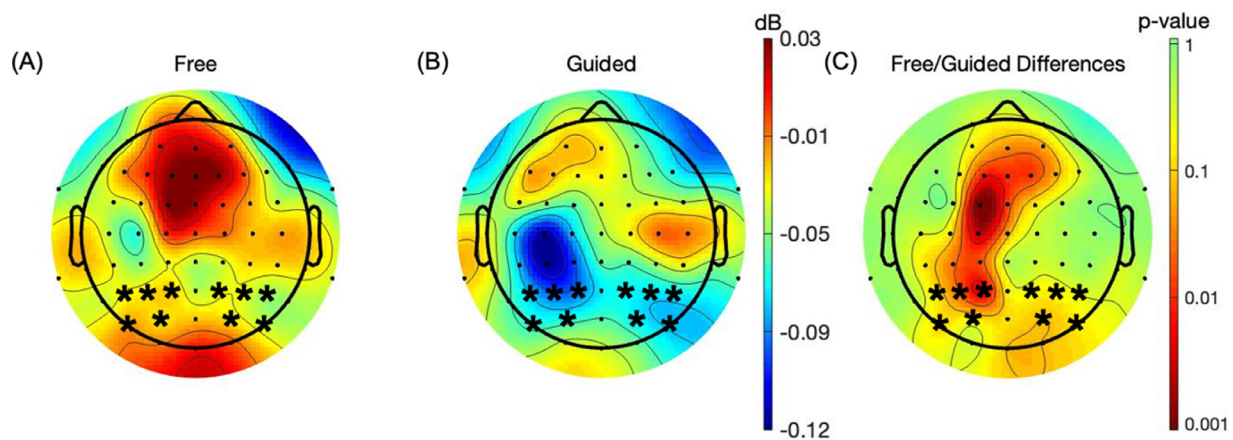 (A)
Free
(B)
Guided
dB
0.03
-0.01
-0.05
-0.09
-0.12
(C)
Free/Guided Differences
p-value
1
0.1
0.01
0.001